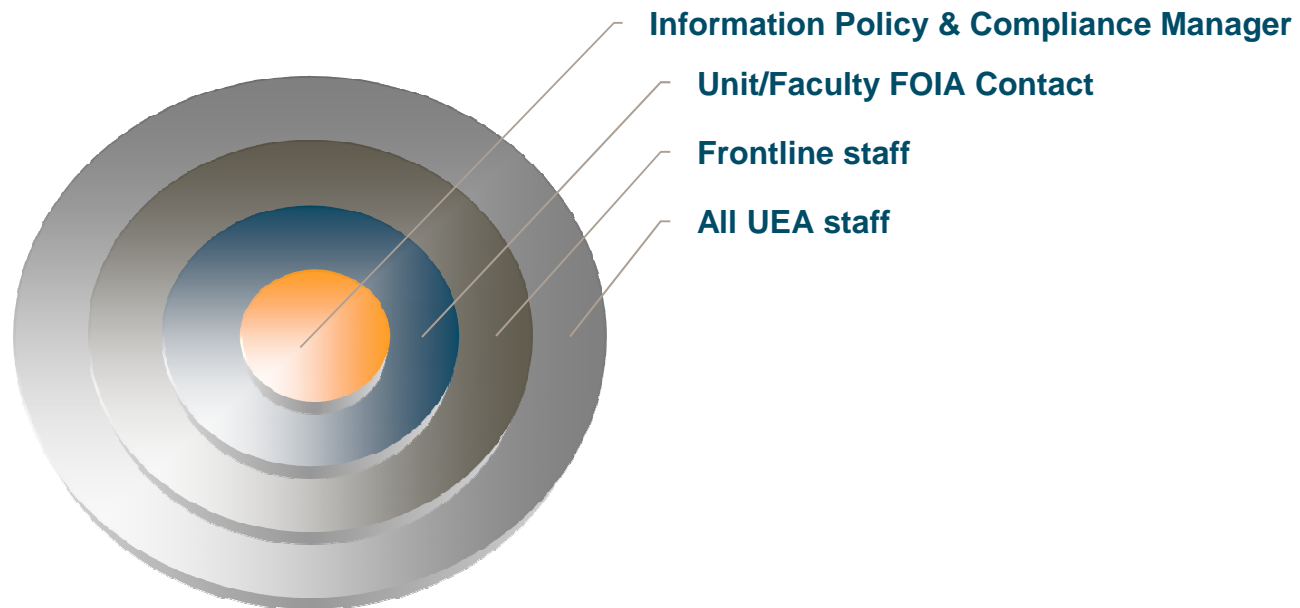 Information Policy & Compliance Manager
Unit/Faculty FOIA Contact
Frontline staff
All UEA staff